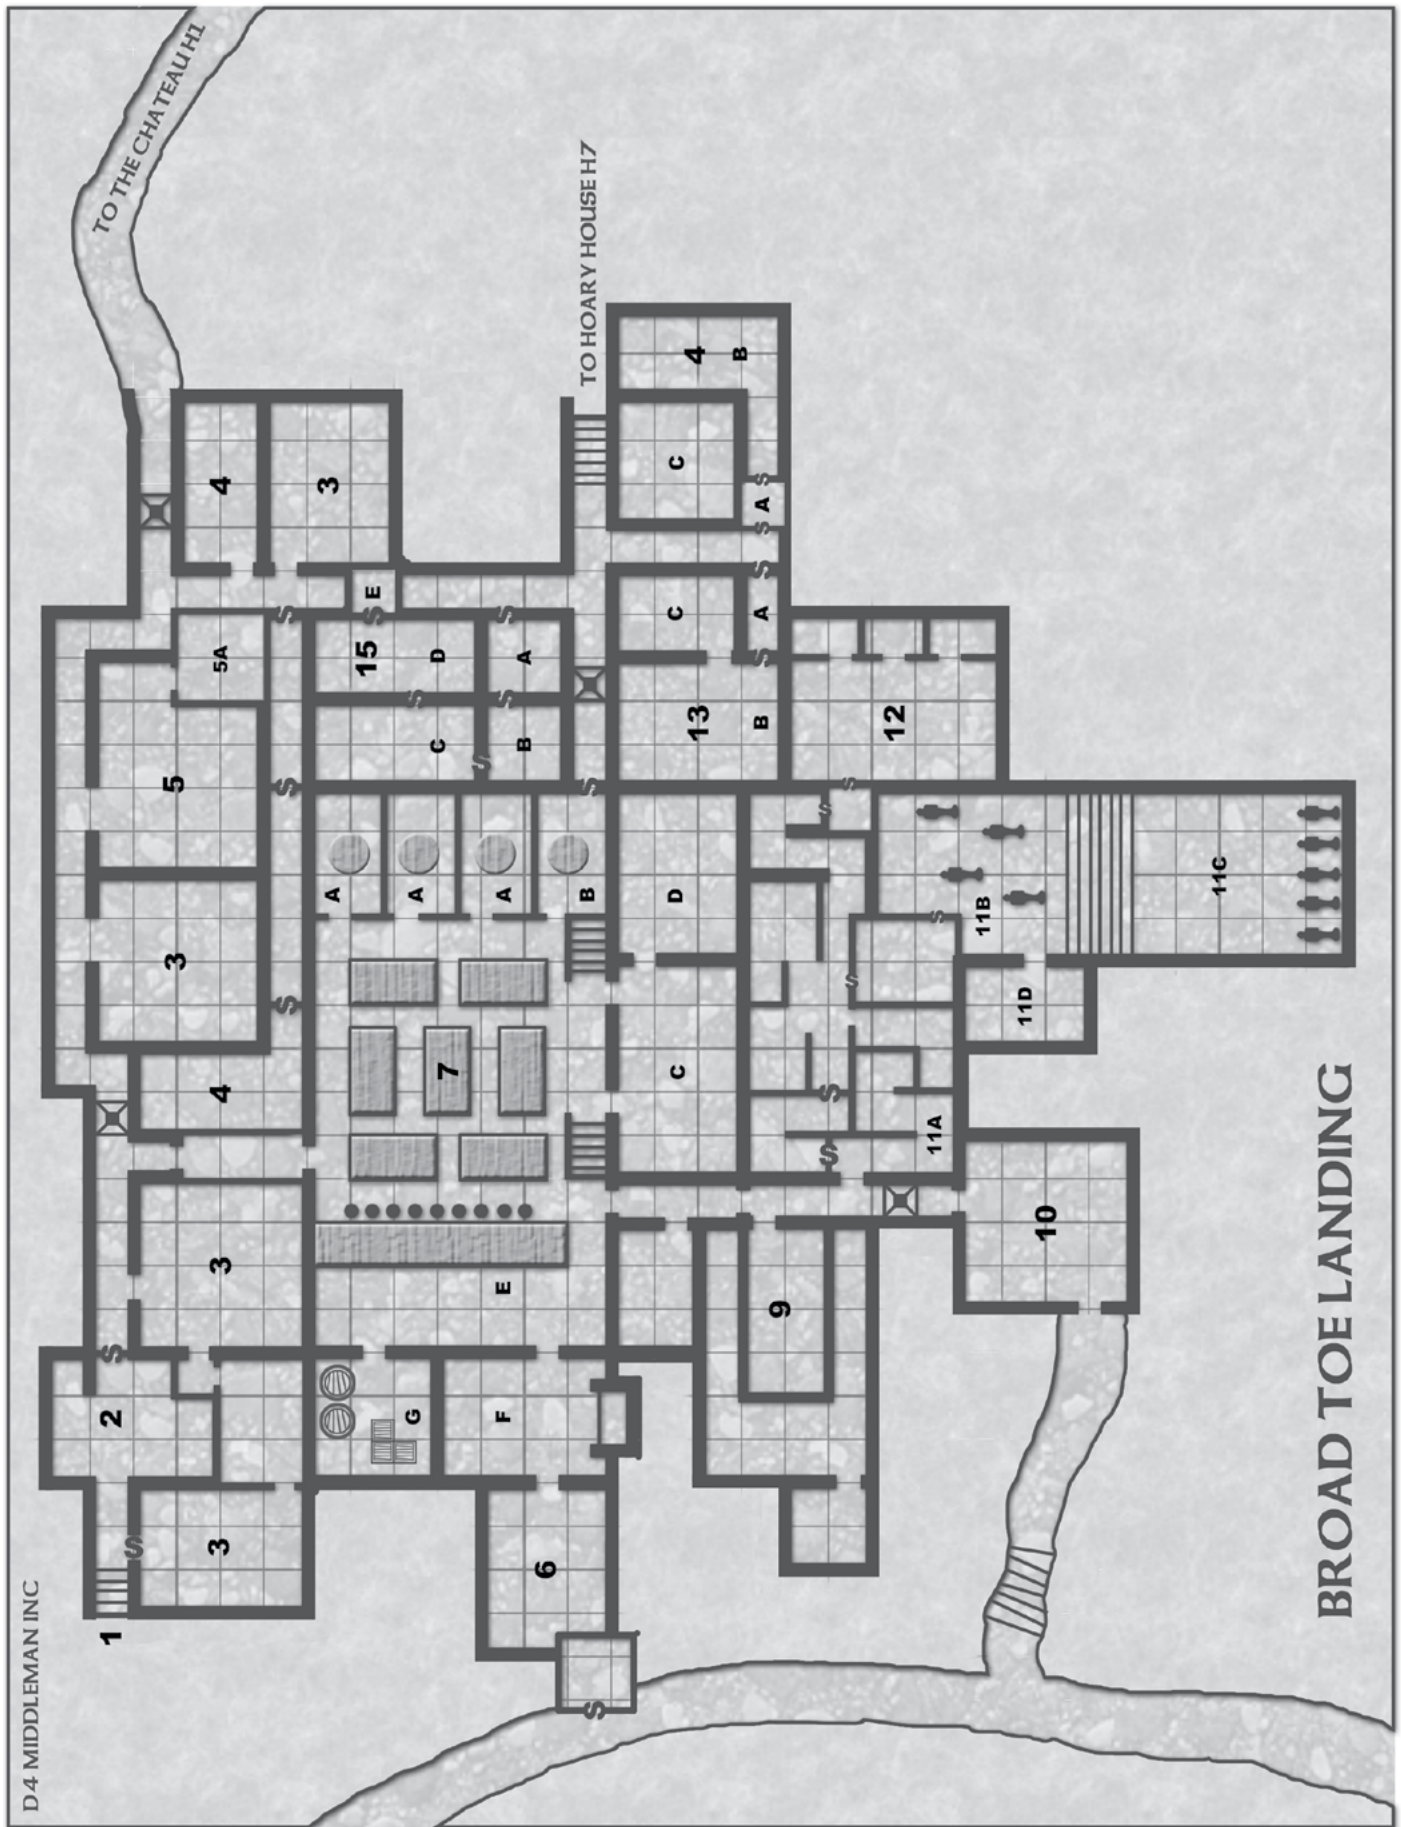 D4 MIDDLEMAN INC
1
2
S
TO THE CHATEAU H1
S
3
5
3
3
4
5A
4
S
S
S
A
3
15
S
E
G
A
S
C
D
7
S
F
E
A
S
S
B
A
6
S
B
S
TO HOARY HOUSE H7
C
D
C
C
13
4
B
B
S
A
S
S
A
S
9
S
S
S
S
S
12
11A
S
11B
11D
10
11C
BROAD TOE LANDING